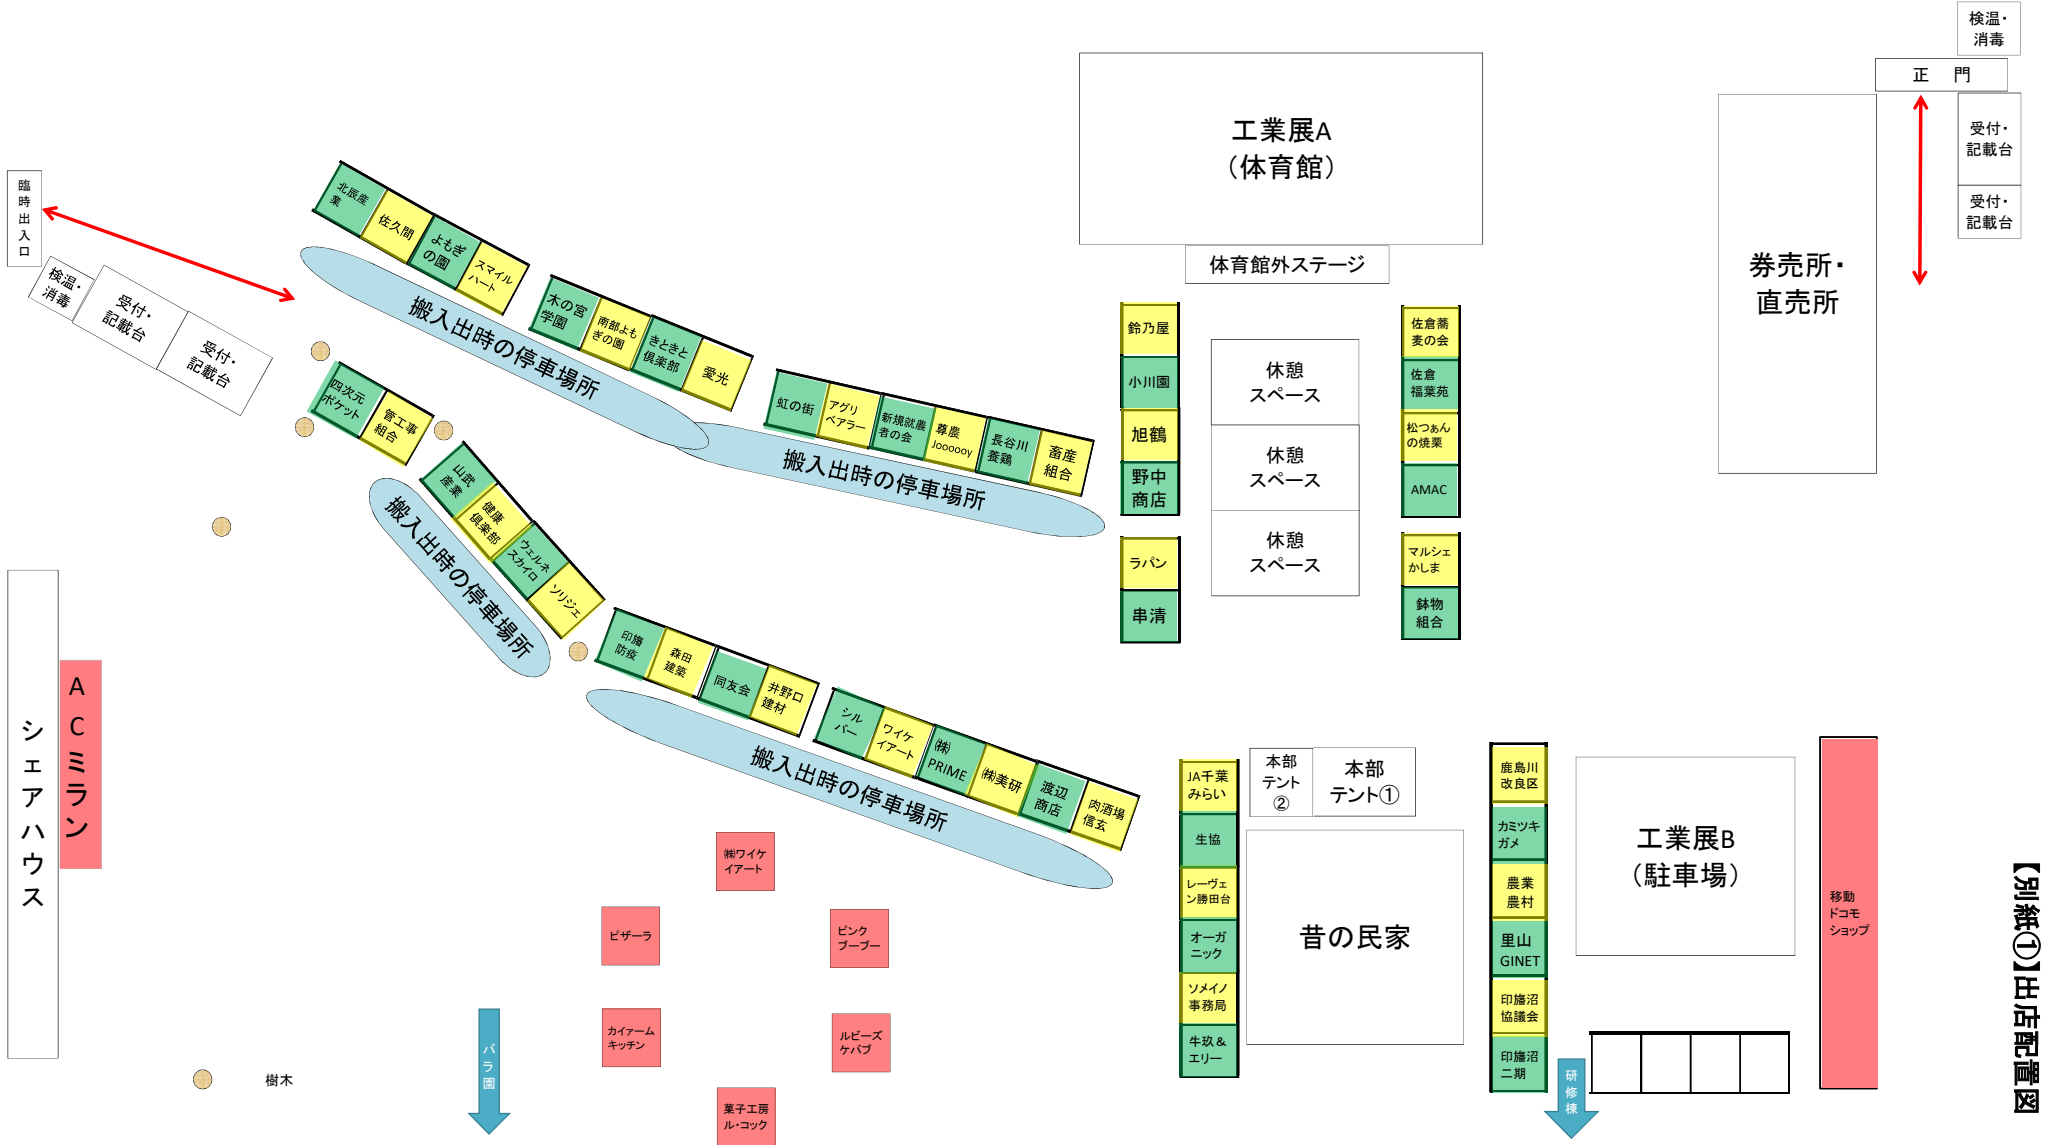 検温・
消毒
正　門
受付・
記載台
受付・
記載台
工業展A
（体育館）
体育館外ステージ
券売所・
直売所
臨時出入口
検温・
消毒
受付・
記載台
受付・
記載台
北辰産
業
佐久間
よもぎ
の園
スマイル
ハート
木の宮
学園
南部よも
ぎの園
きときと
倶楽部
愛光
虹の街
アグリ
ベアラー
新規就農
者の会
尊農
Joooooy
長谷川
養鶏
畜産
組合
搬入出時の停車場所
搬入出時の停車場所
四次元
ポケット
管工事
組合
山武
産業
健康
倶楽部
ウェルネ
スカイロ
ソリジェ
搬入出時の停車場所
印旛
防疫
森田
建築
同友会
井野口
建材
シル
バー
ワイケ
イアート
㈱
PRIME
㈱美研
渡辺
商店
肉酒場
信玄
搬入出時の停車場所
鈴乃屋
小川園
旭鶴
野中
商店
ラパン
串清
休憩
スペース
休憩
スペース
休憩
スペース
佐倉蕎
麦の会
佐倉
福葉苑
松つぁん
の焼栗
AMAC
マルシェ
かしま
鉢物
組合
シェアハウス
ACミラン
㈱ワイケ
イアート
ピザーラ
ピンク
ブーブー
カイァーム
キッチン
ルビーズ
ケバブ
菓子工房
ル・コック
樹木
バラ園
JA千葉
みらい
生協
レーヴェ
ン勝田台
オーガ
ニック
ソメイノ
事務局
牛玖＆
エリー
本部
テント
②
本部
テント①
昔の民家
鹿島川
改良区
カミツキ
ガメ
農業
農村
里山
GINET
印旛沼
協議会
印旛沼
二期
研修棟
工業展B
（駐車場）
移動
ドコモ
ショップ
【別紙①】出店配置図